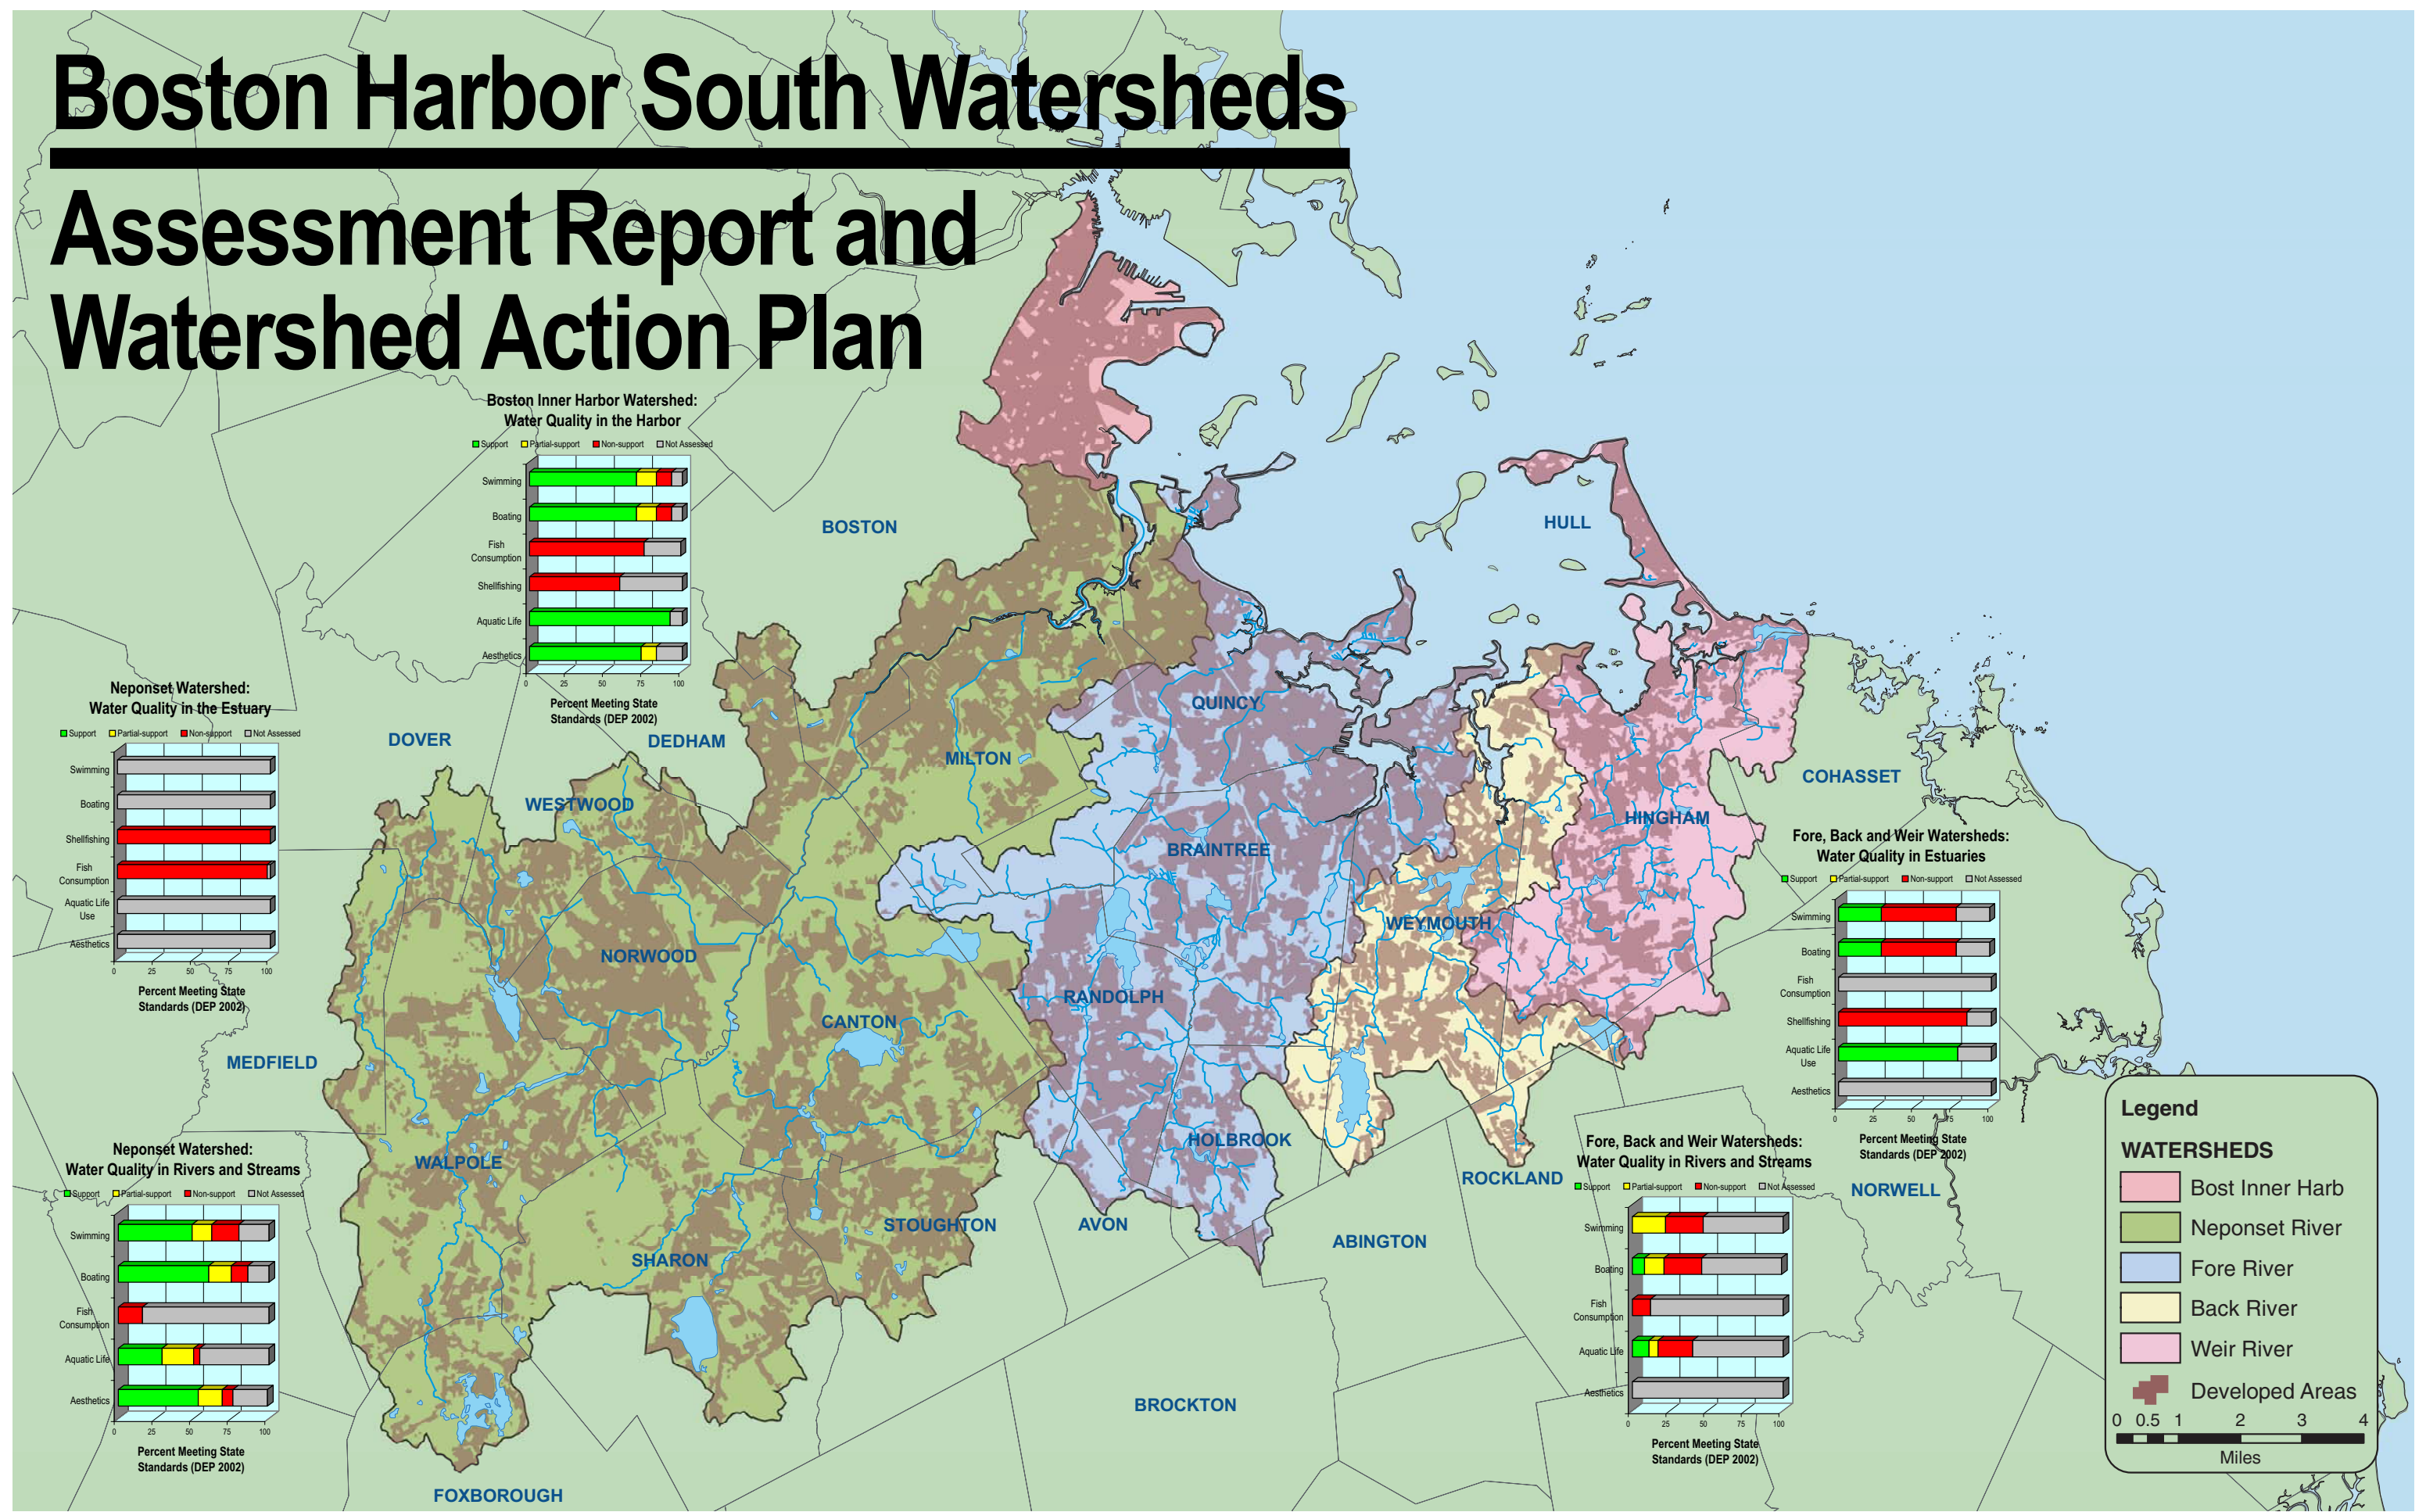 Boston Harbor South Watersheds
Assessment Report and
Watershed Action Plan
Boston Inner Harbor Watershed:
Water Quality in the Harbor
Support Partial-support Non-support Not Assessed
Swimming
Boating
Fish
Consumption
Shellfishing
Aquatic Life
Aesthetics
0 25 50 75 100
Percent Meeting State
Standards (DEP 2002)
Neponset Watershed:
Water Quality in the Estuary
Support Partial-support Non-support Not Assessed
Swimming
Boating
Shellfishing
Fish
Consumption
Aquatic Life
Use
Aesthetics
0 25 50 75 100
Percent Meeting State
Standards (DEP 2002)
Neponset Watershed:
Water Quality in Rivers and Streams
Support Partial-support Non-support Not Assessed
Swimming
Boating
Fish
Consumption
Aquatic Life
Aesthetics
0 25 50 75 100
Percent Meeting State
Standards (DEP 2002)
BOSTON
HULL
DOVER
DEDHAM
QUINCY
MILTON
WESTWOOD
COHASSET
HINGHAM
BRAINTREE
WEYMOUTH
NORWOOD
RANDOLPH
CANTON
MEDFIELD
HOLBROOK
WALPOLE
ROCKLAND
NORWELL
STOUGHTON
AVON
ABINGTON
SHARON
BROCKTON
FOXBOROUGH
Fore, Back and Weir Watersheds:
Water Quality in Estuaries
Support Partial-support Non-support Not Assessed
Swimming
Boating
Fish
Consumption
Shellfishing
Aquatic Life
Use
Aesthetics
0 25 50 75 100
Percent Meeting State
Standards (DEP 2002)
Fore, Back and Weir Watersheds:
Water Quality in Rivers and Streams
Support Partial-support Non-support Not Assessed
Swimming
Boating
Fish
Consumption
Aquatic Life
Aesthetics
0 25 50 75 100
Percent Meeting State
Standards (DEP 2002)
Legend
WATERSHEDS
Bost Inner Harb
Neponset River
Fore River
Back River
Weir River
Developed Areas
0 0.5 1 2 3 4
Miles